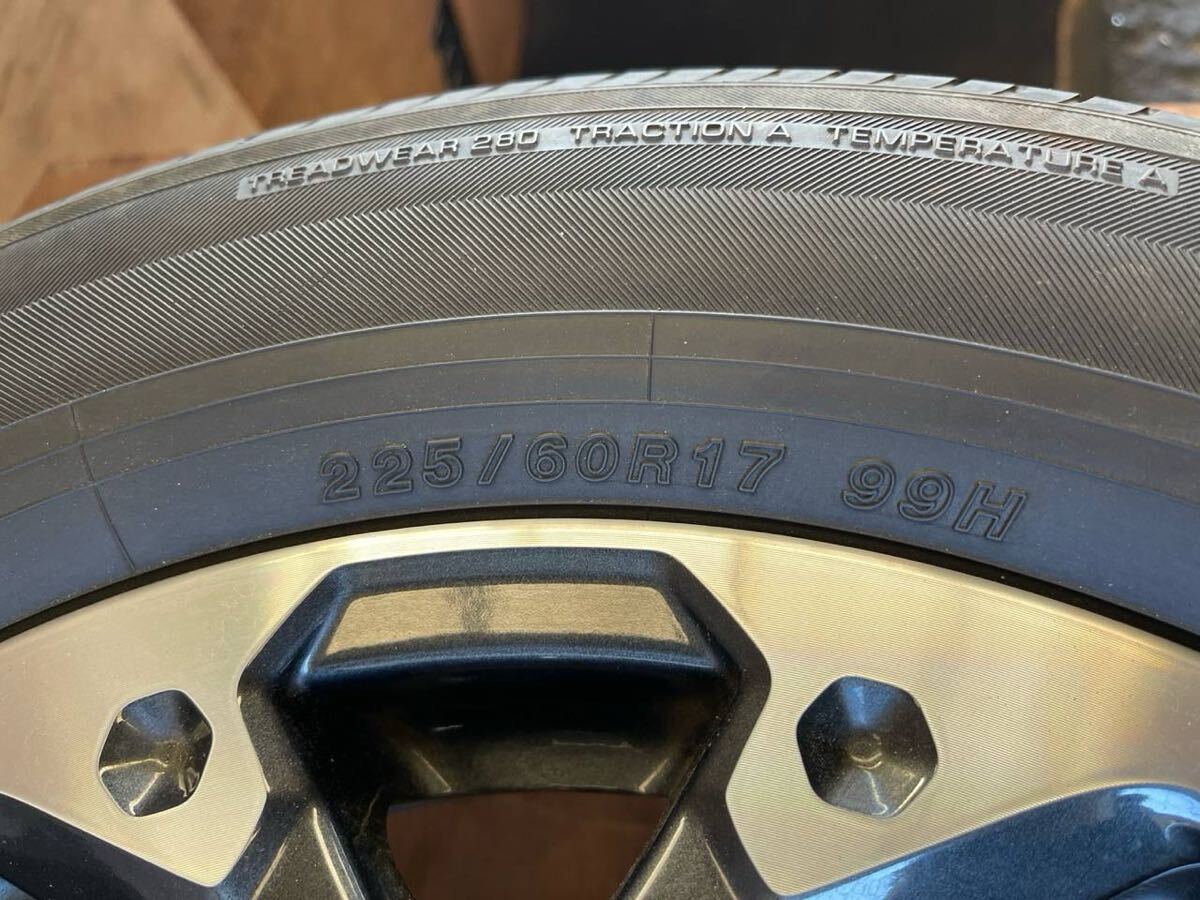 TREADWEAR 280 TRACTION A TEMPERATURE A
225/60R17 99H